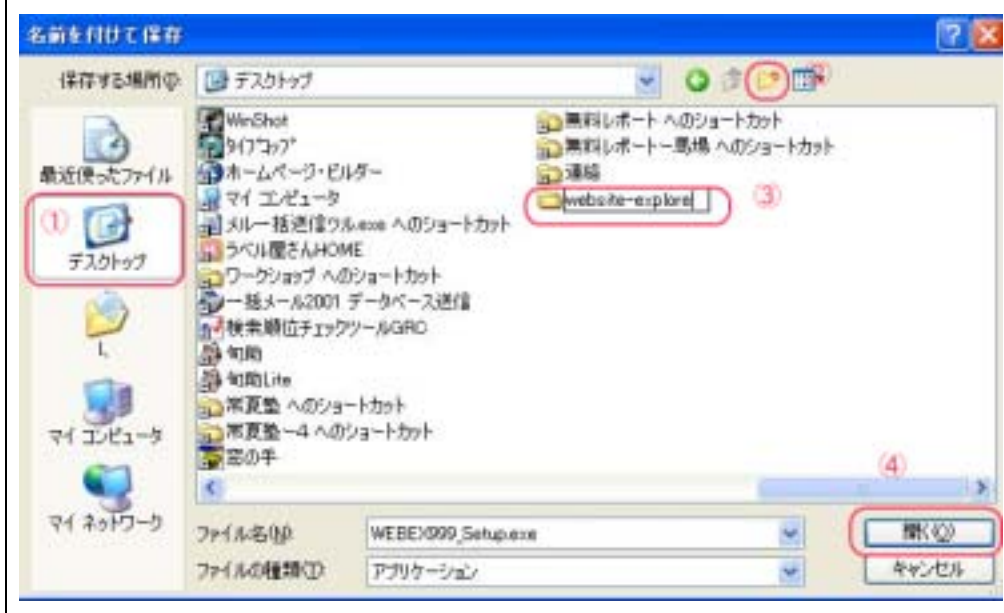 名前を付けて保存
保存する場所(I):
デスクトップ
②
①
最近使ったファイル
デスクトップ
マイ コンピュータ
マイ ネットワーク
WinShot
タイプコップ
ホームページ・ビルダー
マイ コンピュータ
メール一括送信ツール.exe へのショートカット
ラベル屋さんHOME
ワークショップ へのショートカット
一括メール2001 データベース送信
検索順位チェックツールGRC
旬助
旬助Lite
常夏塾 へのショートカット
常夏塾-4 へのショートカット
窓の手
無料レポート へのショートカット
無料レポートー馬場 へのショートカット
連絡
website-explore
③
④
ファイル名(N):
WEBEX999_Setup.exe
開く(O)
ファイルの種類(T):
アプリケーション
キャンセル